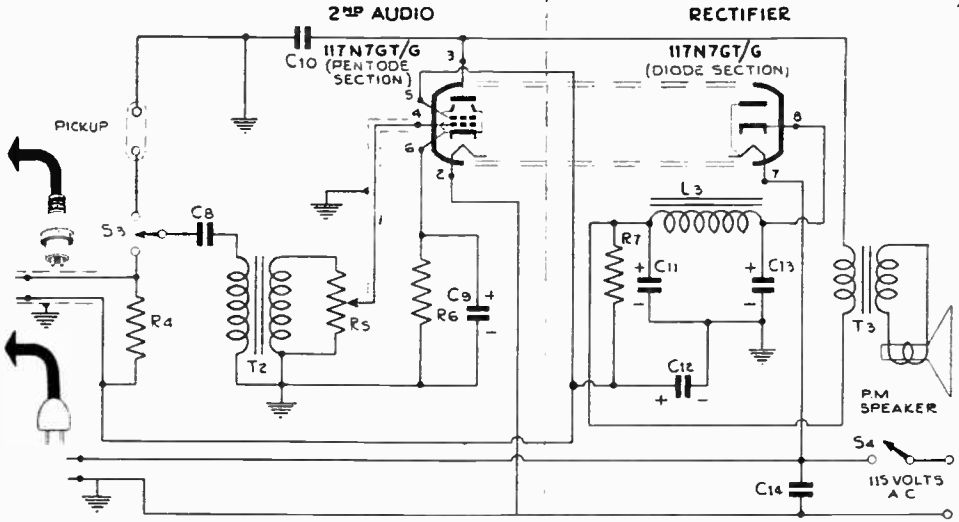 2ND AUDIO
RECTIFIER
C10
117N7GT/G
(PENTODE
SECTION)
3
117N7GT/G
(DIODE SECTION)
5
4
6
2
8
7
PICKUP
S3
C8
L3
R7
C11
+
-
C13
+
-
R4
T2
R5
R6
C9
+
-
T3
C12
+
-
P.M
SPEAKER
S4
115 VOLTS
A C
C14